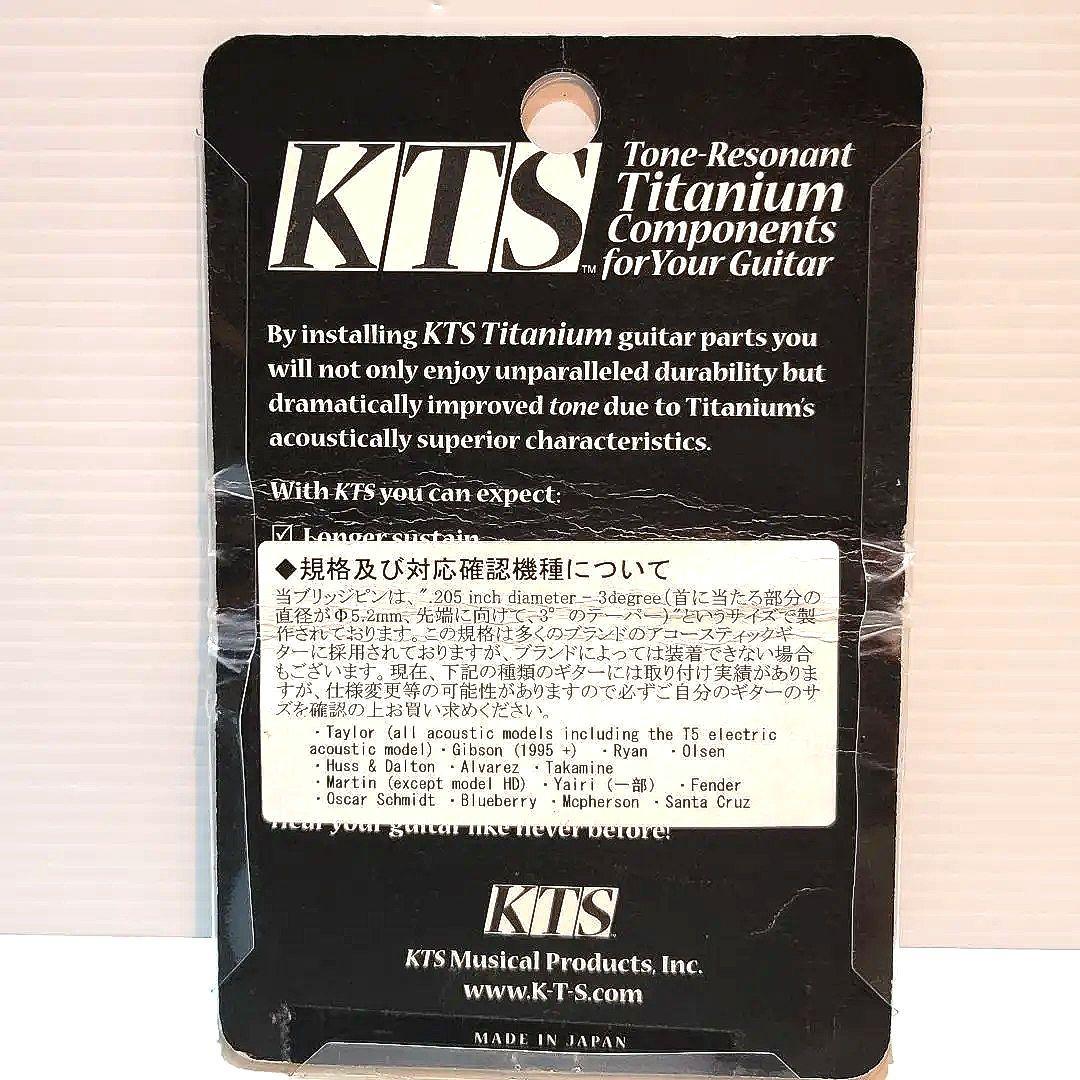 KTS™
Tone-Resonant
Titanium
Components
for Your Guitar
By installing KTS Titanium guitar parts you
will not only enjoy unparalleled durability but
dramatically improved tone due to Titanium's
acoustically superior characteristics.
With KTS you can expect:
☑ Longer sustain
◆規格及び対応確認機種について
当ブリッジピンは、".205 inch diameter - 3degree(首に当たる部分の
直径がΦ5.2mm、先端に向けて、3°のテーパー)"というサイズで製
作されております。この規格は多くのブランドのアコースティックギ
ターに採用されておりますが、ブランドによっては装着できない場合
もございます。現在、下記の種類のギターには取り付け実績がありま
すが、仕様変更等の可能性がありますので必ずご自分のギターのサ
ズを確認の上お買い求めください。
・Taylor (all acoustic models including the T5 electric
acoustic model)・Gibson (1995 +) ・Ryan ・Olsen
・Huss & Dalton ・Alvarez ・Takamine
・Martin (except model HD) ・Yairi (一部) ・Fender
・Oscar Schmidt ・Blueberry ・Mcpherson ・Santa Cruz
Hear your guitar like never before!
KTS
KTS Musical Products, Inc.
www.K-T-S.com
MADE IN JAPAN